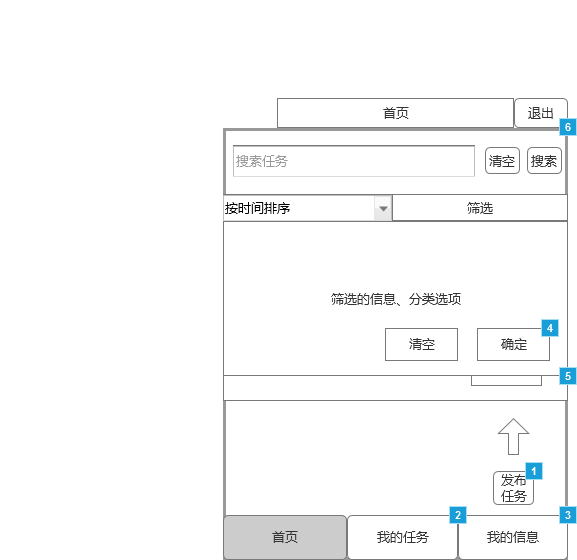 首页
退出
6
搜索任务
清空
搜索
按时间排序
筛选
筛选的信息、分类选项
4
清空
确定
5
1
发布
任务
2
3
首页
我的任务
我的信息